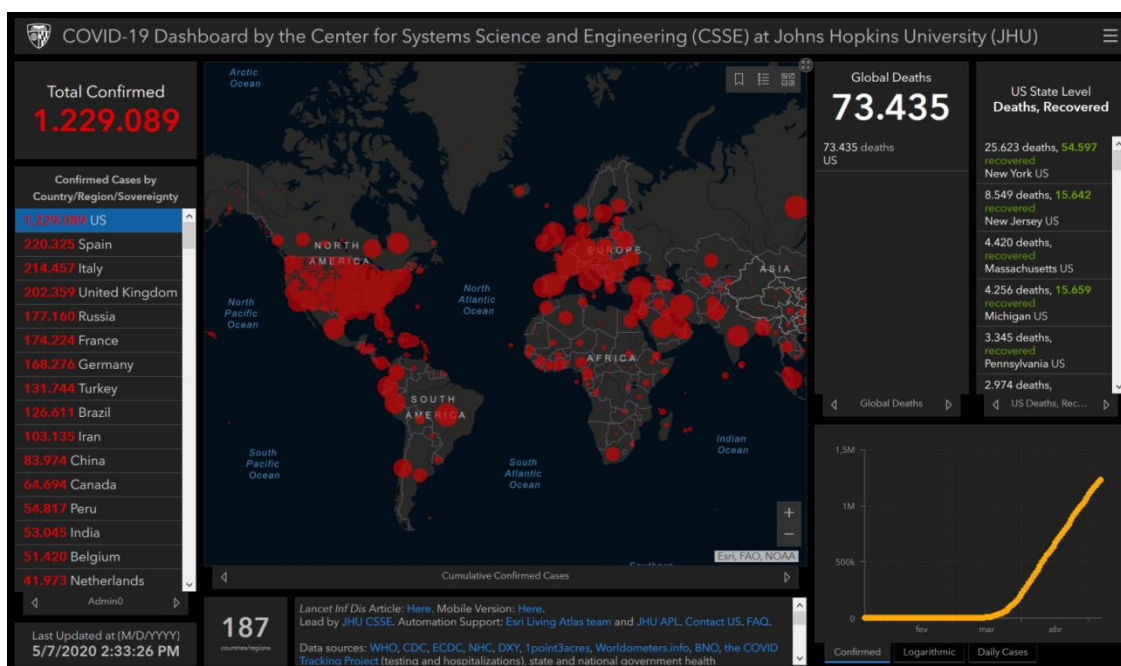 COVID-19 Dashboard by the Center for Systems Science and Engineering (CSSE) at Johns Hopkins University (JHU)
Total Confirmed
1.229.089
Confirmed Cases by
Country/Region/Sovereignty
1.229.089 US
220.325 Spain
214.457 Italy
202.359 United Kingdom
177.160 Russia
174.224 France
168.276 Germany
131.744 Turkey
126.611 Brazil
103.135 Iran
83.974 China
64.694 Canada
54.817 Peru
53.045 India
51.420 Belgium
41.973 Netherlands
Admin0
Last Updated at (M/D/YYYY)
5/7/2020 2:33:26 PM
Arctic
Ocean
NORTH
AMERICA
EUROPE
ASIA
North
Pacific
Ocean
North
Atlantic
Ocean
AFRICA
SOUTH
AMERICA
Indian
Ocean
South
Pacific
Ocean
South
Atlantic
Ocean
Southern
+
−
Esri, FAO, NOAA
Cumulative Confirmed Cases
187
countries/regions
Lancet Inf Dis Article: Here. Mobile Version: Here.
Lead by JHU CSSE. Automation Support: Esri Living Atlas team and JHU APL. Contact US. FAQ.
Data sources: WHO, CDC, ECDC, NHC, DXY, 1point3acres, Worldometers.info, BNO, the COVID
Tracking Project (testing and hospitalizations), state and national government health
Global Deaths
73.435
73.435 deaths
US
Global Deaths
US State Level
Deaths, Recovered
25.623 deaths, 54.597
recovered
New York US
8.549 deaths, 15.642
recovered
New Jersey US
4.420 deaths,
recovered
Massachusetts US
4.256 deaths, 15.659
recovered
Michigan US
3.345 deaths,
recovered
Pennsylvania US
2.974 deaths,
US Deaths, Rec...
1,5M
1M
500k
0
fev mar abr
Confirmed Logarithmic Daily Cases